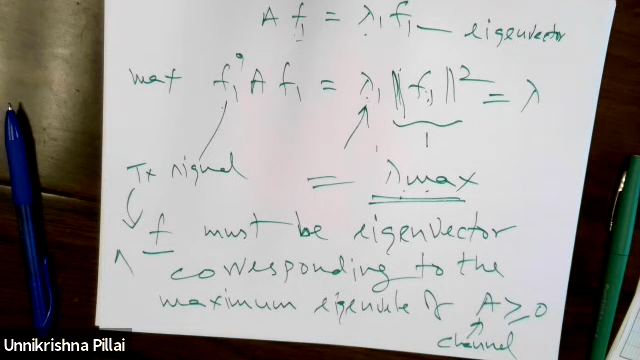 A f₁ = λ₁ f₁ — eigenvector
max f₁* A f₁ = λ₁ ||f₁||² = λ
1
Tx signal = λmax
f must be eigenvector
corresponding to the
maximum eigenvalue of A ≥ 0
channel
Unnikrishna Pillai